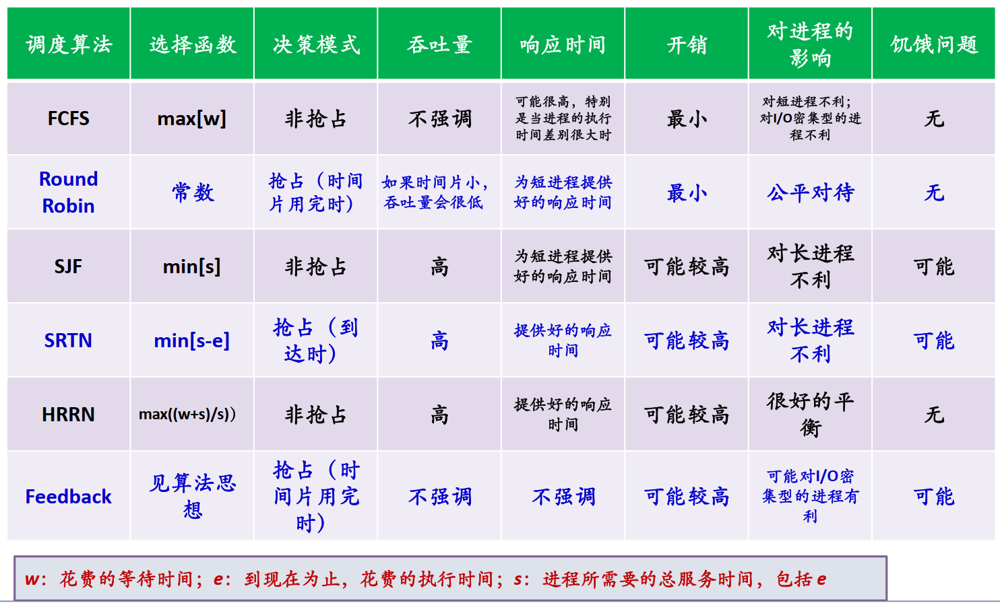 调度算法
选择函数
决策模式
吞吐量
响应时间
开销
对进程的
影响
饥饿问题
FCFS
max[w]
非抢占
不强调
可能很高，特别
是当进程的执行
时间差别很大时
最小
对短进程不利；
对I/O密集型的进
程不利
无
Round
Robin
常数
抢占（时间
片用完时）
如果时间片小，
吞吐量会很低
为短进程提供
好的响应时间
最小
公平对待
无
SJF
min[s]
非抢占
高
为短进程提供
好的响应时间
可能较高
对长进程
不利
可能
SRTN
min[s-e]
抢占（到
达时）
高
提供好的响应
时间
可能较高
对长进程
不利
可能
HRRN
max((w+s)/s)）
非抢占
高
提供好的响应
时间
可能较高
很好的平
衡
无
Feedback
见算法思
想
抢占（时
间片用完
时）
不强调
不强调
可能较高
可能对I/O密
集型的进程有
利
可能
w：花费的等待时间；e：到现在为止，花费的执行时间；s：进程所需要的总服务时间，包括e